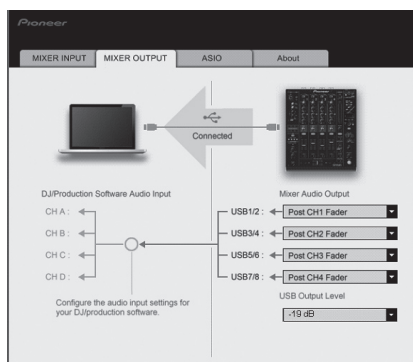 Pioneer
MIXER INPUT
MIXER OUTPUT
ASIO
About
Connected
DJ/Production Software Audio Input
CH A :
CH B :
CH C :
CH D :
Configure the audio input settings for
your DJ/production software.
Mixer Audio Output
USB1/2 : Post CH1 Fader
USB3/4 : Post CH2 Fader
USB5/6 : Post CH3 Fader
USB7/8 : Post CH4 Fader
USB Output Level
-19 dB